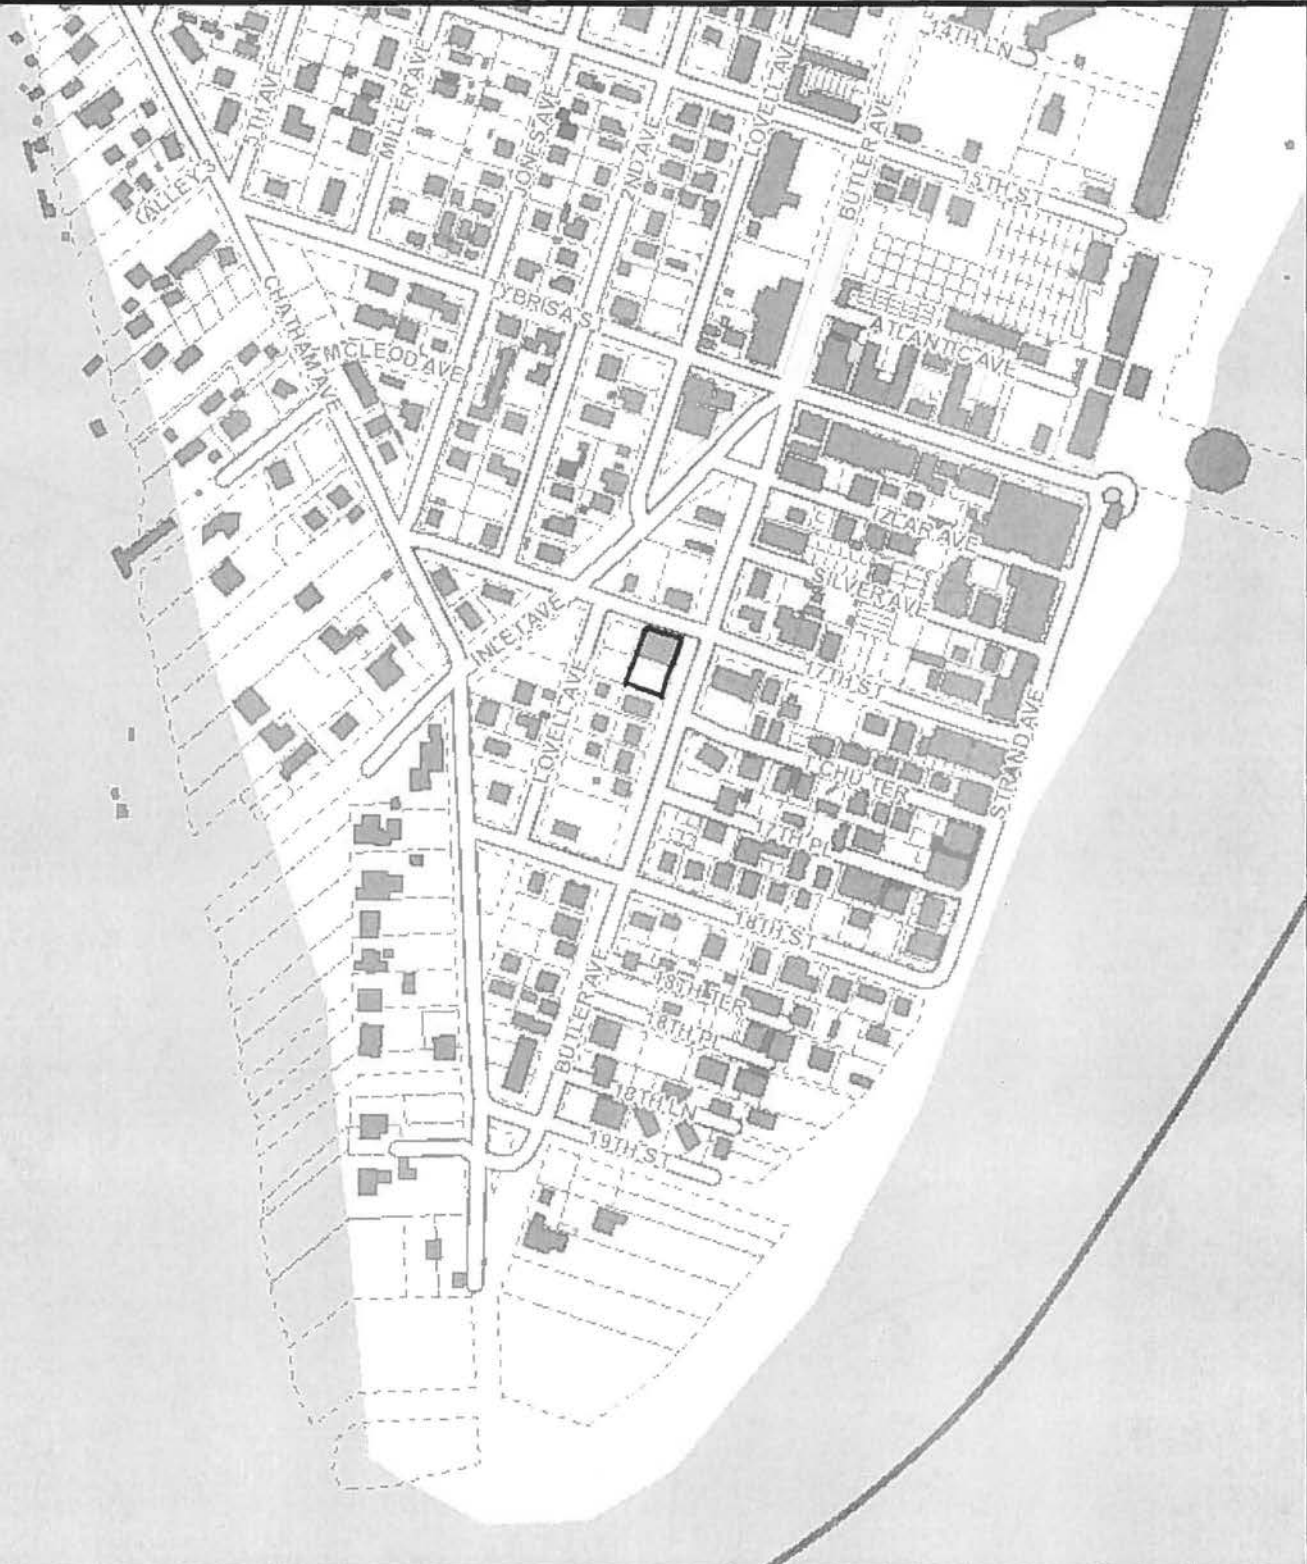 14TH LN
5TH AVE
MILLER AVE
JONES AVE
2ND AVE
LOVELL AVE
BUTLER AVE
ALLEY 3
15TH ST
CHATHAM AVE
YBRISA S
MCLEOD AVE
ATLANTIC AVE
IZLAR AVE
SILVER AVE
INLET AVE
17TH ST
LOVELL AVE
STRAND AVE
CHU TER
17TH PL
18TH ST
BUTLER AVE
18TH TER
18TH PL
18TH LN
19TH S